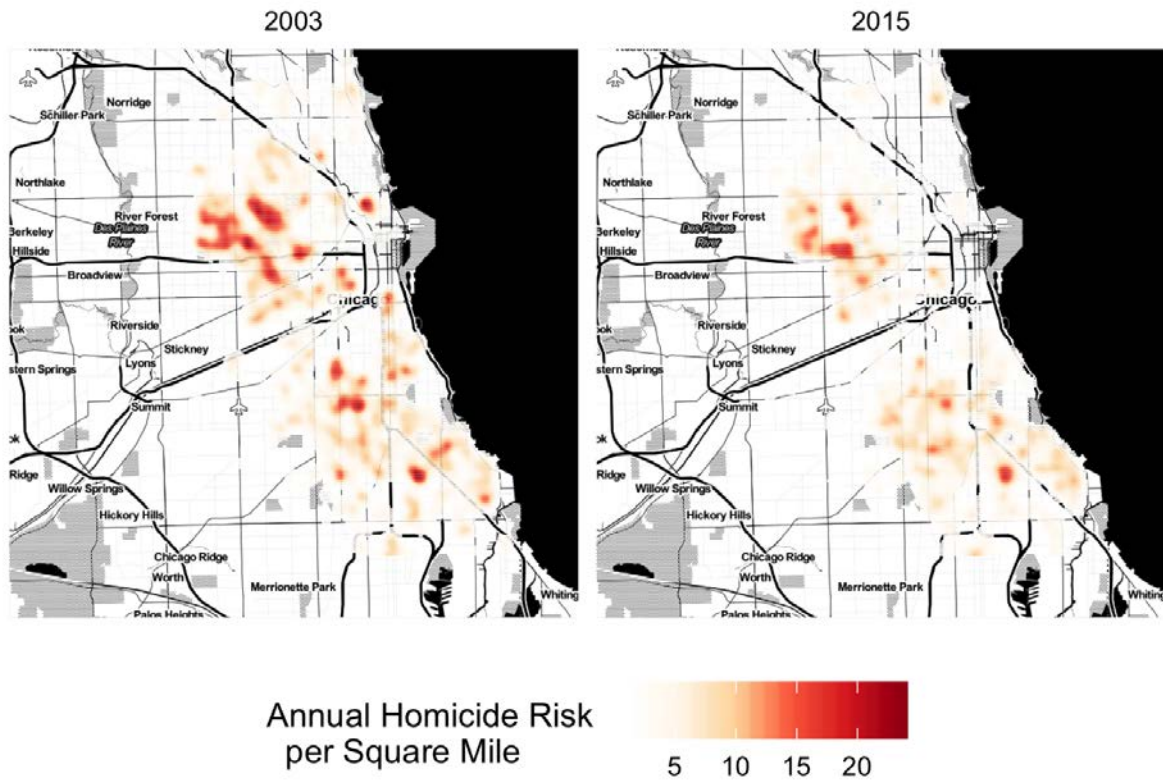 2003
2015
Norridge
Schiller Park
Northlake
River Forest
Des Plaines
River
Berkeley
Hillside
Broadview
Chicago
Riverside
Stickney
Lyons
stern Springs
Summit
Ridge
Willow Springs
Hickory Hills
Chicago Ridge
Worth
Merrionette Park
Palos Heights
Whiting
Norridge
Schiller Park
Northlake
River Forest
Des Plaines
River
Berkeley
Hillside
Broadview
Chicago
Riverside
Stickney
Lyons
stern Springs
Summit
Ridge
Willow Springs
Hickory Hills
Chicago Ridge
Worth
Merrionette Park
Palos Heights
Whiting
Annual Homicide Risk
per Square Mile
5 10 15 20